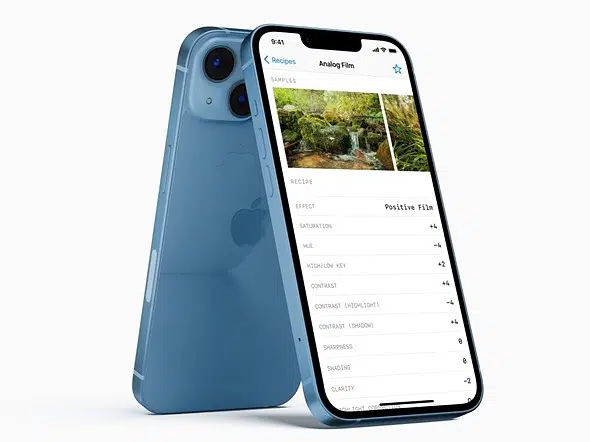 9:41
Recipes Analog Film
SAMPLES
RECIPE
EFFECT Positive Film
SATURATION +4
HUE -4
HIGH/LOW KEY +2
CONTRAST +4
CONTRAST (HIGHLIGHT) -4
CONTRAST (SHADOW) +4
SHARPNESS 0
SHADING 0
CLARITY -2